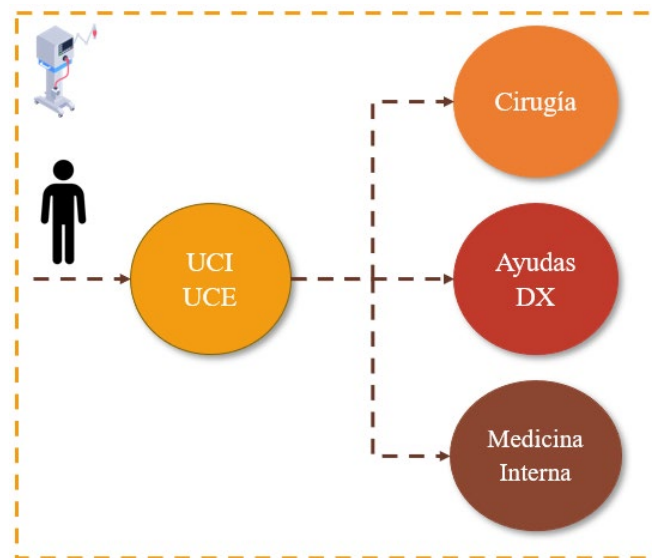 Cirugía
UCI
UCE
Ayudas
DX
Medicina
Interna